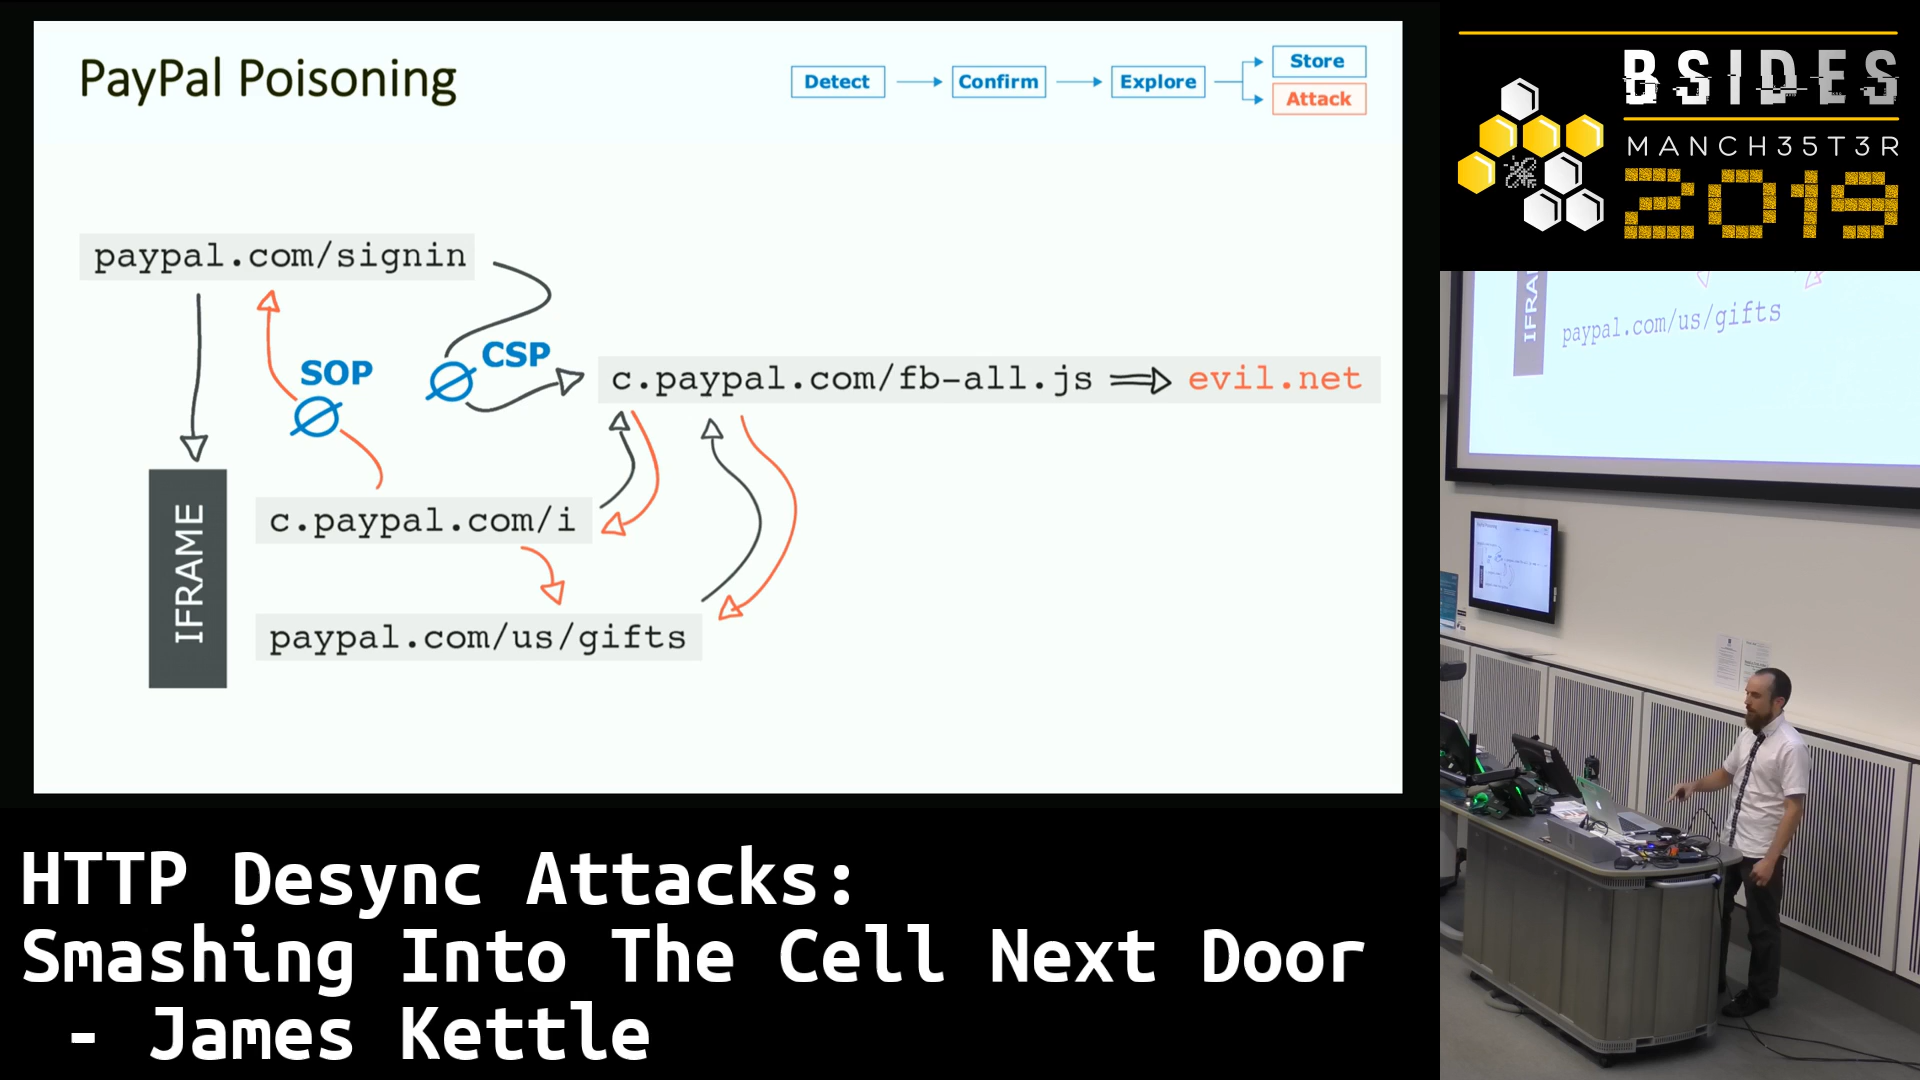 PayPal Poisoning
Detect
Confirm
Explore
Store
Attack
paypal.com/signin
SOP
CSP
c.paypal.com/fb-all.js
evil.net
IFRAME
c.paypal.com/i
paypal.com/us/gifts
BSIDES
MANCH35T3R
2019
IFRA
paypal.com/us/gifts
HTTP Desync Attacks:
Smashing Into The Cell Next Door
- James Kettle